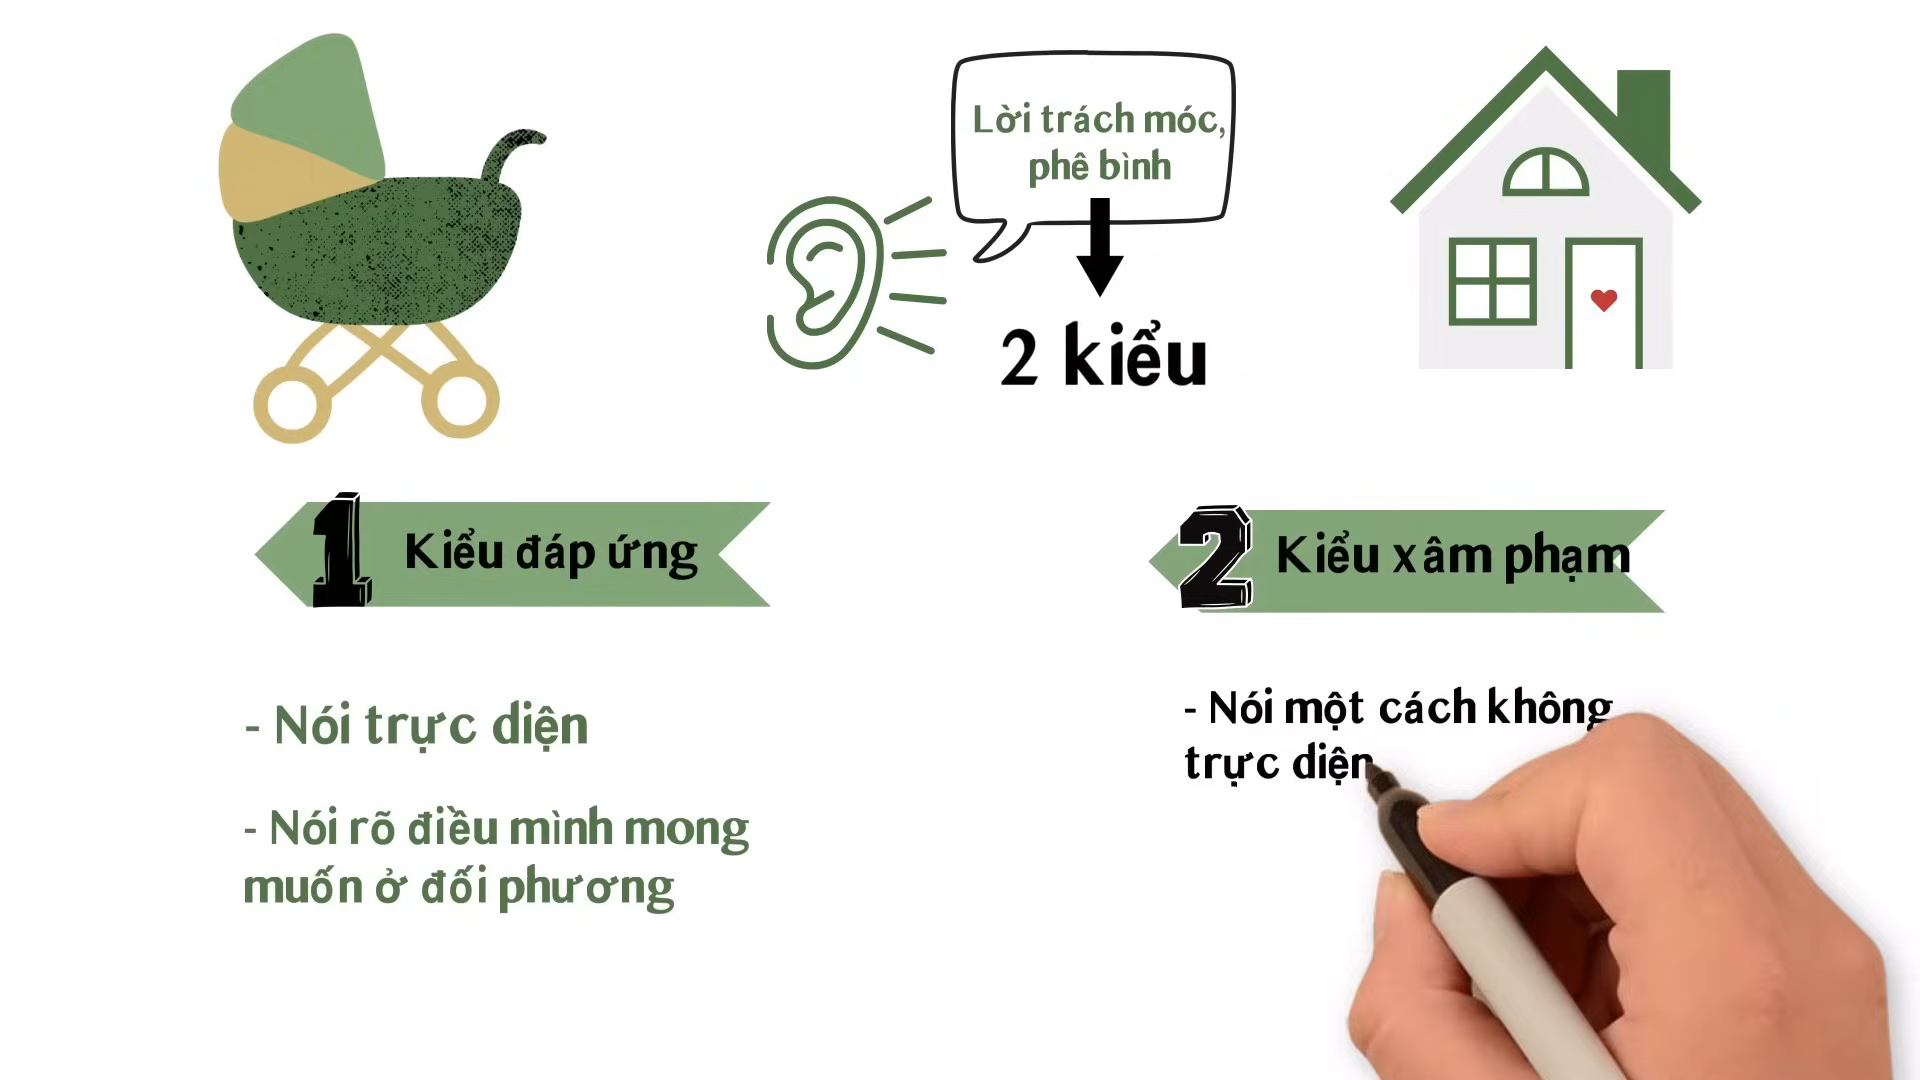 Lời trách móc,
phê bình
2 kiểu
1 Kiểu đáp ứng
- Nói trực diện
- Nói rõ điều mình mong
muốn ở đối phương
2 Kiểu xâm phạm
- Nói một cách không
trực diện